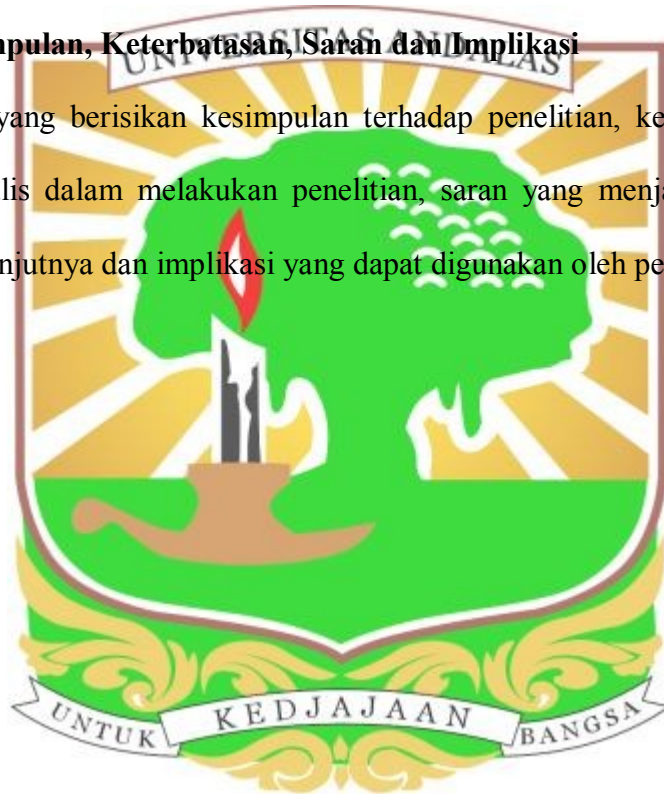 mpulan, Keterbatasan, Saran dan Implikasi
UNIVERSITAS ANDALAS
yang berisikan kesimpulan terhadap penelitian, ke
lis dalam melakukan penelitian, saran yang menja
njutnya dan implikasi yang dapat digunakan oleh pe
UNTUK KEDJAJAAN BANGSA